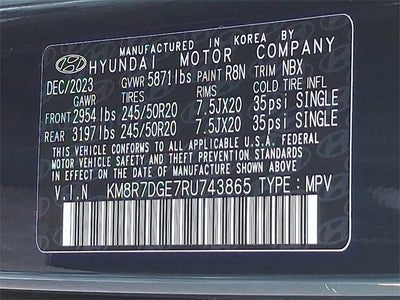 MANUFACTURED IN KOREA BY
HYUNDAI MOTOR COMPANY
DEC/2023 GVWR 5871 lbs PAINT R8N TRIM NBX
GAWR TIRES RIMS COLD TIRE INFL
FRONT 2954 lbs 245/50R20 7.5JX20 35psi SINGLE
REAR 3197 lbs 245/50R20 7.5JX20 35psi SINGLE
THIS VEHICLE CONFORMS TO ALL APPLICABLE U.S.A. FEDERAL
MOTOR VEHICLE SAFETY, BUMPER, AND THEFT PREVENTION STANDARDS
IN EFFECT ON THE DATE OF MANUFACTURE SHOWN ABOVE.
V.I.N KM8R7DGE7RU743865 TYPE : MPV